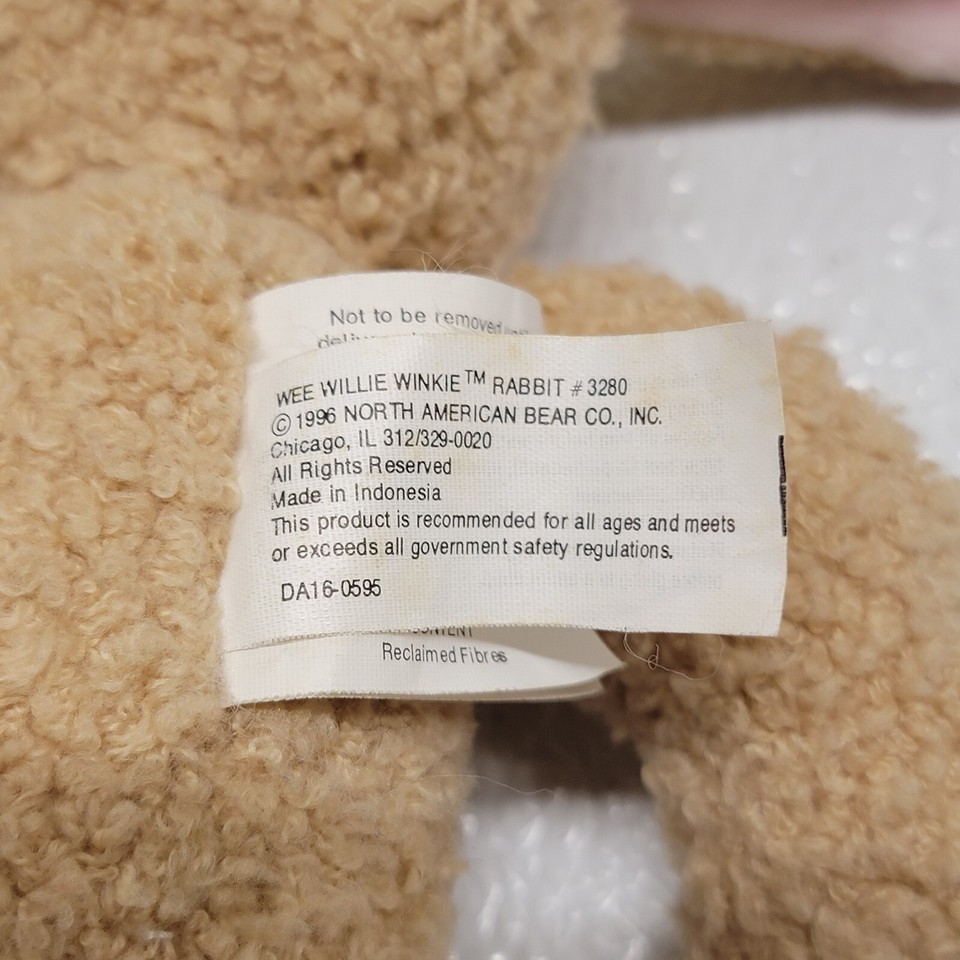 Not to be removed until
WEE WILLIE WINKIE™ RABBIT # 3280
© 1996 NORTH AMERICAN BEAR CO., INC.
Chicago, IL 312/329-0020
All Rights Reserved
Made in Indonesia
This product is recommended for all ages and meets
or exceeds all government safety regulations.
DA16-0595
Reclaimed Fibres